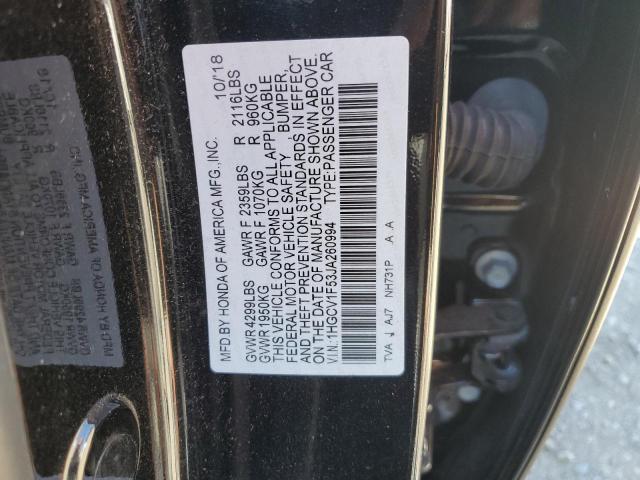 MFD BY HONDA OF AMERICA MFG., INC. 10/'18
GVWR 4299LBS GAWR F 2359LBS R 2116LBS
GVWR 1950KG GAWR F 1070KG R 960KG
THIS VEHICLE CONFORMS TO ALL APPLICABLE
FEDERAL MOTOR VEHICLE SAFETY , BUMPER,
AND THEFT PREVENTION STANDARDS IN EFFECT
ON THE DATE OF MANUFACTURE SHOWN ABOVE.
V.I.N.:1HGCV1F53JA260994 TYPE:PASSENGER CAR
TVA J AJ7 NH731P A . A